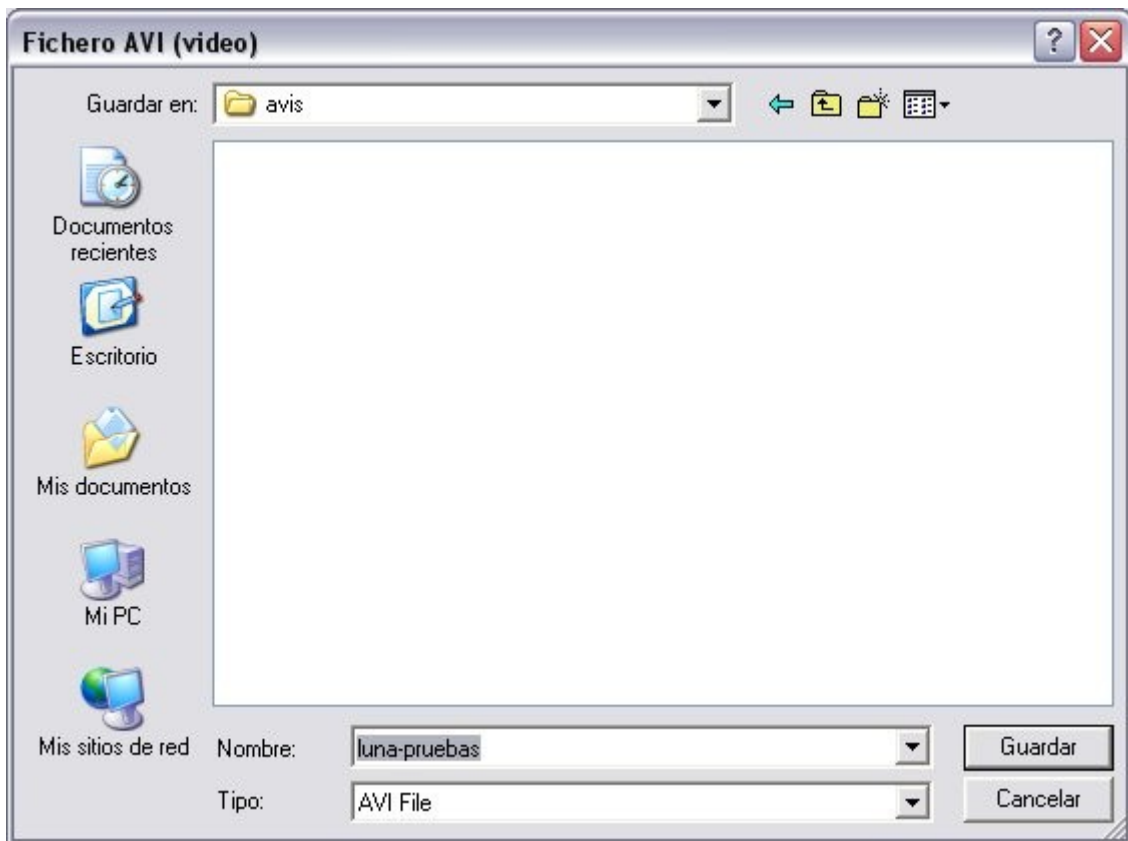 Fichero AVI (video)
Guardar en: avis
Documentos
recientes
Escritorio
Mis documentos
Mi PC
Mis sitios de red
Nombre: luna-pruebas Guardar
Tipo: AVI File Cancelar